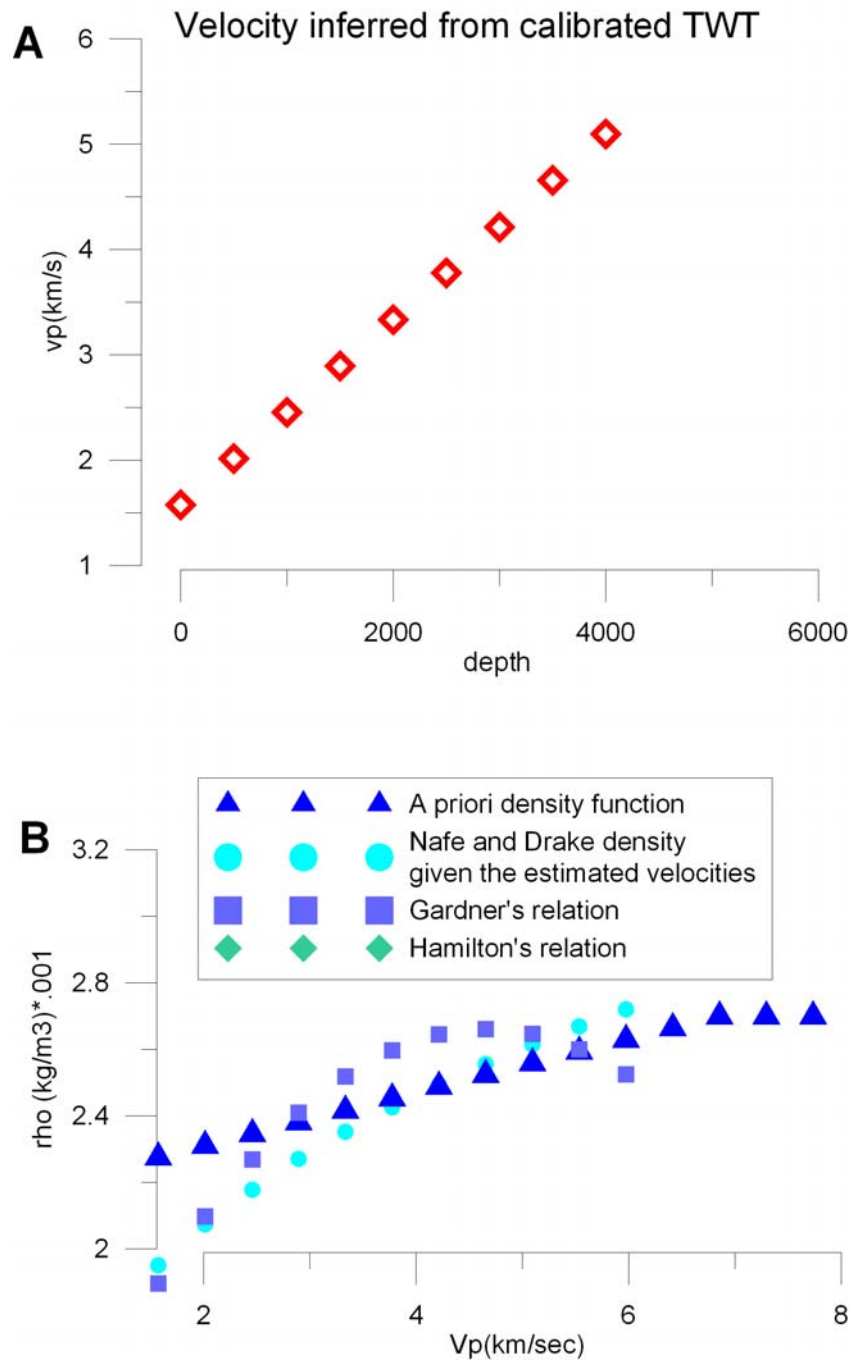 A
Velocity inferred from calibrated TWT
6
5
4
3
2
1
vp(km/s)
0 2000 4000 6000
depth
A priori density function
Nafe and Drake density
given the estimated velocities
Gardner's relation
Hamilton's relation
B
3.2
2.8
2.4
2
rho (kg/m3)*.001
2 4 6 8
Vp(km/sec)